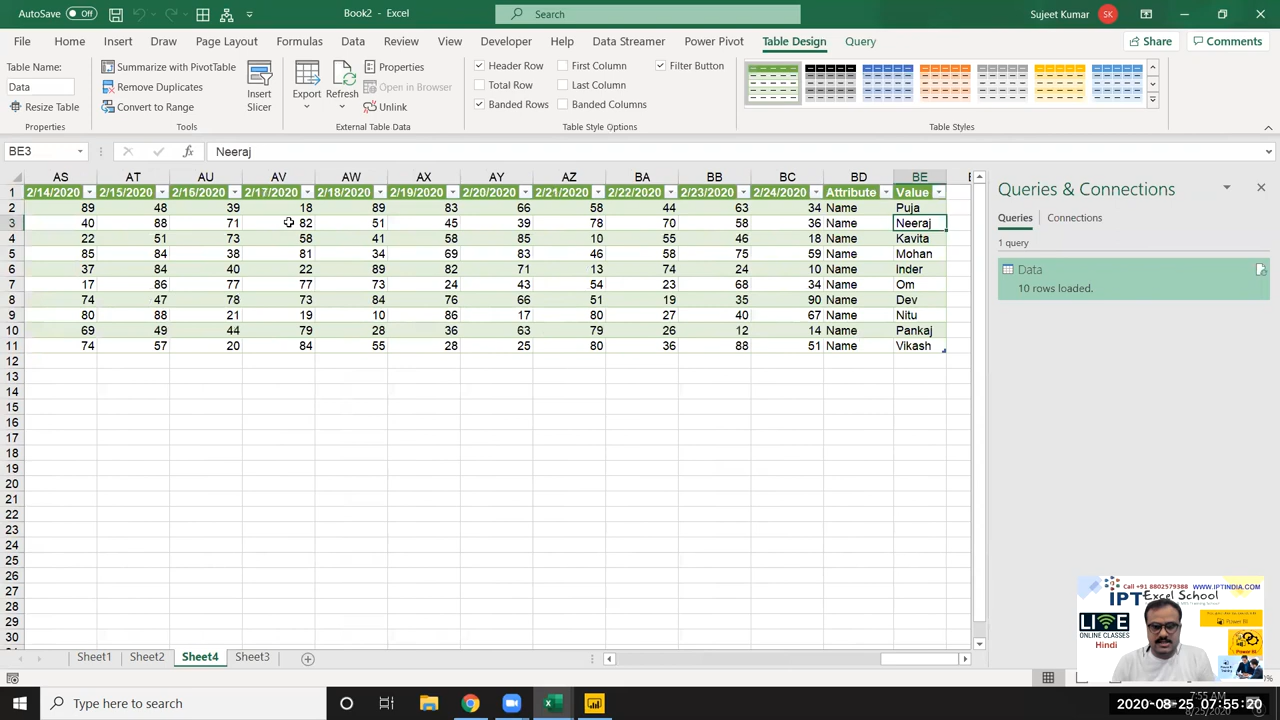 AutoSave Off
Book2 - Excel
Search
Sujeet Kumar SK
File Home Insert Draw Page Layout Formulas Data Review View Developer Help Data Streamer Power Pivot Table Design Query Share Comments
Table Name:
Data
Resize Table
Properties
Summarize with PivotTable
Remove Duplicates
Convert to Range
Tools
Insert Slicer
Export Refresh
Properties
Open in Browser
Unlink
External Table Data
Header Row First Column Filter Button
Total Row Last Column
Banded Rows Banded Columns
Table Style Options
Table Styles
BE3 fx Neeraj
AS AT AU AV AW AX AY AZ BA BB BC BD BE
1 2/14/2020 2/15/2020 2/16/2020 2/17/2020 2/18/2020 2/19/2020 2/20/2020 2/21/2020 2/22/2020 2/23/2020 2/24/2020 Attribute Value
2 89 48 39 18 89 83 66 58 44 63 34 Name Puja
3 40 88 71 82 51 45 39 78 70 58 36 Name Neeraj
4 22 51 73 58 41 58 85 10 55 46 18 Name Kavita
5 85 84 38 81 34 69 83 46 58 75 59 Name Mohan
6 37 84 40 22 89 82 71 13 74 24 10 Name Inder
7 17 86 77 77 73 24 43 54 23 68 34 Name Om
8 74 47 78 73 84 76 66 51 19 35 90 Name Dev
9 80 88 21 19 10 86 17 80 27 40 67 Name Nitu
10 69 49 44 79 28 36 63 79 26 12 14 Name Pankaj
11 74 57 20 84 55 28 25 80 36 88 51 Name Vikash
12
13
14
15
16
17
18
19
20
21
22
23
24
25
26
27
28
29
30
Queries & Connections
Queries Connections
1 query
Data
10 rows loaded.
Call +91 8802579388 WWW.IPTINDIA.COM
IPT Excel School
LIVE
ONLINE CLASSES
Hindi
Power BI
Sheet1 Sheet2 Sheet4 Sheet3
Type here to search
7:55 AM
8/25/2020
2020-08-25 07:55:20